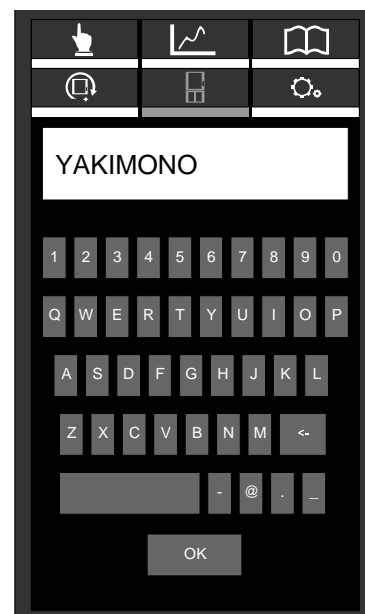 YAKIMONO
1 2 3 4 5 6 7 8 9 0
Q W E R T Y U I O P
A S D F G H J K L
Z X C V B N M <-
- @ . _
OK